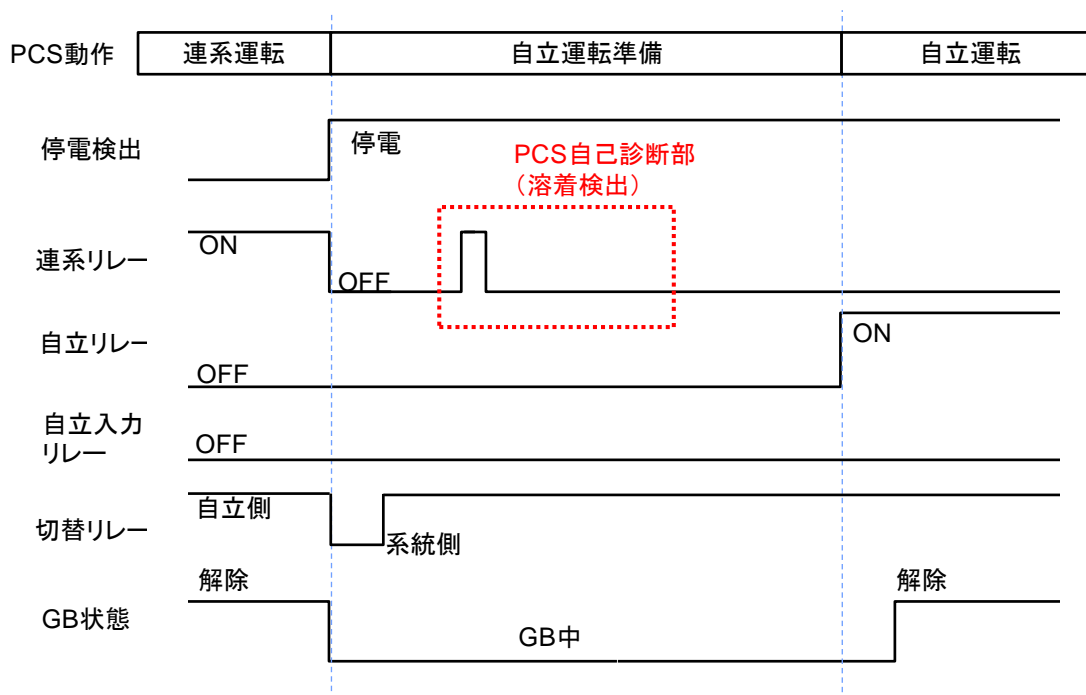 PCS動作
連系運転
自立運転準備
自立運転
停電検出
停電
PCS自己診断部
（溶着検出）
連系リレー
ON
OFF
自立リレー
OFF
ON
自立入力
リレー
OFF
切替リレー
自立側
系統側
GB状態
解除
GB中
解除